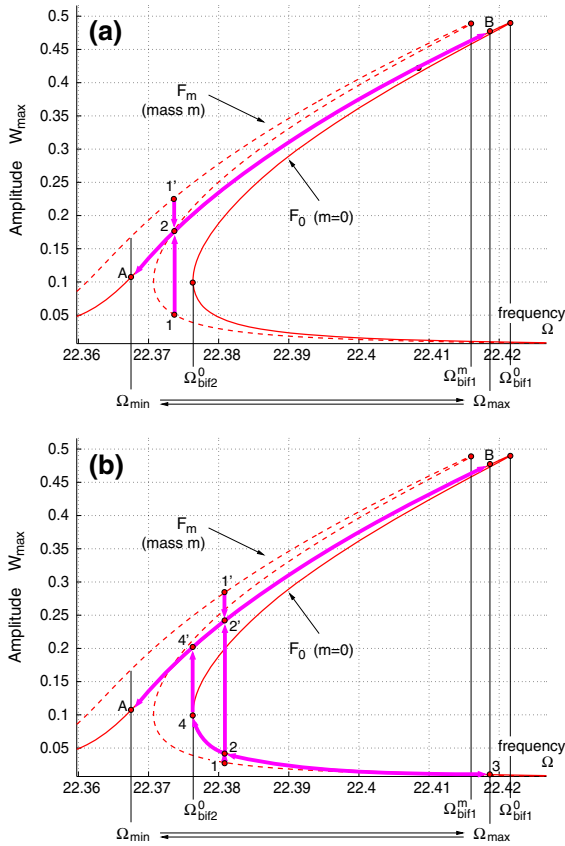 (a)
Amplitude W_max
0.5
0.45
0.4
0.35
0.3
0.25
0.2
0.15
0.1
0.05
F_m
(mass m)
F_0 (m=0)
1'
2
A
1
B
frequency
Ω
22.36
22.37
22.38
22.39
22.4
22.41
22.42
Ω^0_bif2
Ω^m_bif1
Ω^0_bif1
Ω_min
Ω_max
(b)
Amplitude W_max
0.5
0.45
0.4
0.35
0.3
0.25
0.2
0.15
0.1
0.05
F_m
(mass m)
F_0 (m=0)
1'
2'
4'
A
4
2
1
3
B
frequency
Ω
22.36
22.37
22.38
22.39
22.4
22.41
22.42
Ω^0_bif2
Ω^m_bif1
Ω^0_bif1
Ω_min
Ω_max